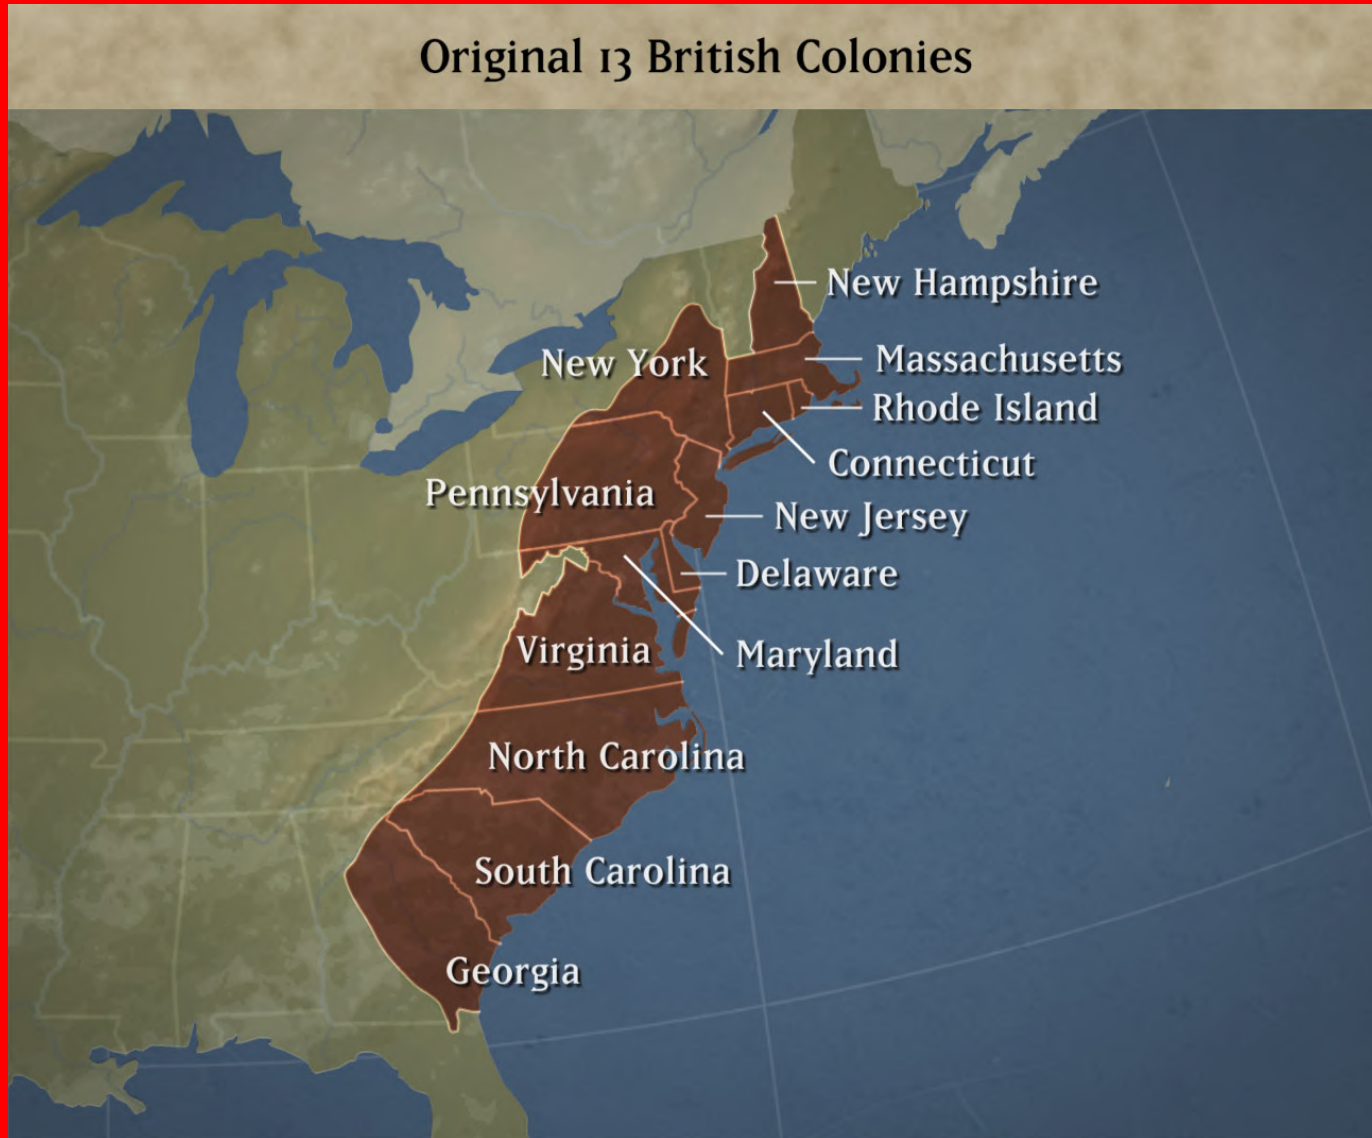 Original 13 British Colonies
New Hampshire
New York
Massachusetts
Rhode Island
Connecticut
Pennsylvania
New Jersey
Delaware
Virginia
Maryland
North Carolina
South Carolina
Georgia